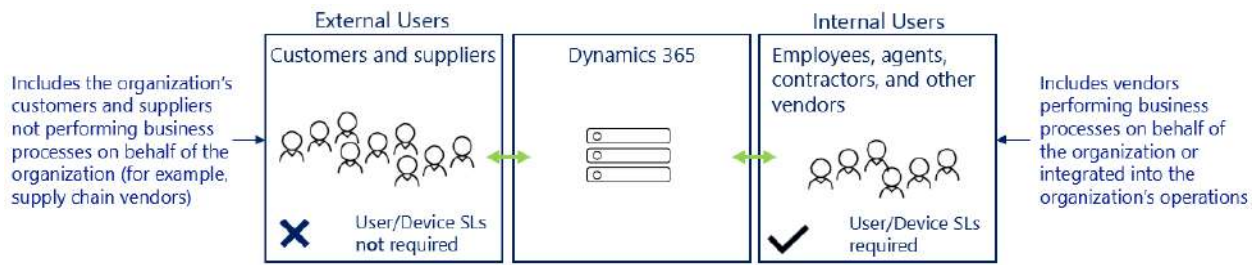 External Users
Internal Users
Customers and suppliers
Dynamics 365
Employees, agents,
contractors, and other
vendors
Includes the organization's
customers and suppliers
not performing business
processes on behalf of the
organization (for example,
supply chain vendors)
Includes vendors
performing business
processes on behalf of
the organization or
integrated into the
organization's operations
User/Device SLs
not required
User/Device SLs
required